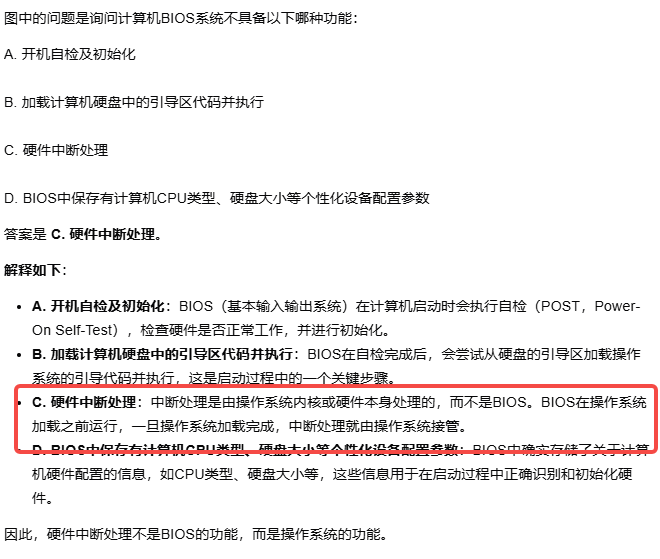 图中的问题是询问计算机BIOS系统不具备以下哪种功能：
A. 开机自检及初始化
B. 加载计算机硬盘中的引导区代码并执行
C. 硬件中断处理
D. BIOS中保存有计算机CPU类型、硬盘大小等个性化设备配置参数
答案是 C. 硬件中断处理。
解释如下：
• A. 开机自检及初始化：BIOS（基本输入输出系统）在计算机启动时会执行自检（POST，Power-
On Self-Test），检查硬件是否正常工作，并进行初始化。
• B. 加载计算机硬盘中的引导区代码并执行：BIOS在自检完成后，会尝试从硬盘的引导区加载操作
系统的引导代码并执行，这是启动过程中的一个关键步骤。
• C. 硬件中断处理：中断处理是由操作系统内核或硬件本身处理的，而不是BIOS。BIOS在操作系统
加载之前运行，一旦操作系统加载完成，中断处理就由操作系统接管。
D. BIOS中保存有计算机CPU类型、硬盘大小等个性化设备配置参数：BIOS中确实存储了关于计算
机硬件配置的信息，如CPU类型、硬盘大小等，这些信息用于在启动过程中正确识别和初始化硬
件。
因此，硬件中断处理不是BIOS的功能，而是操作系统的功能。